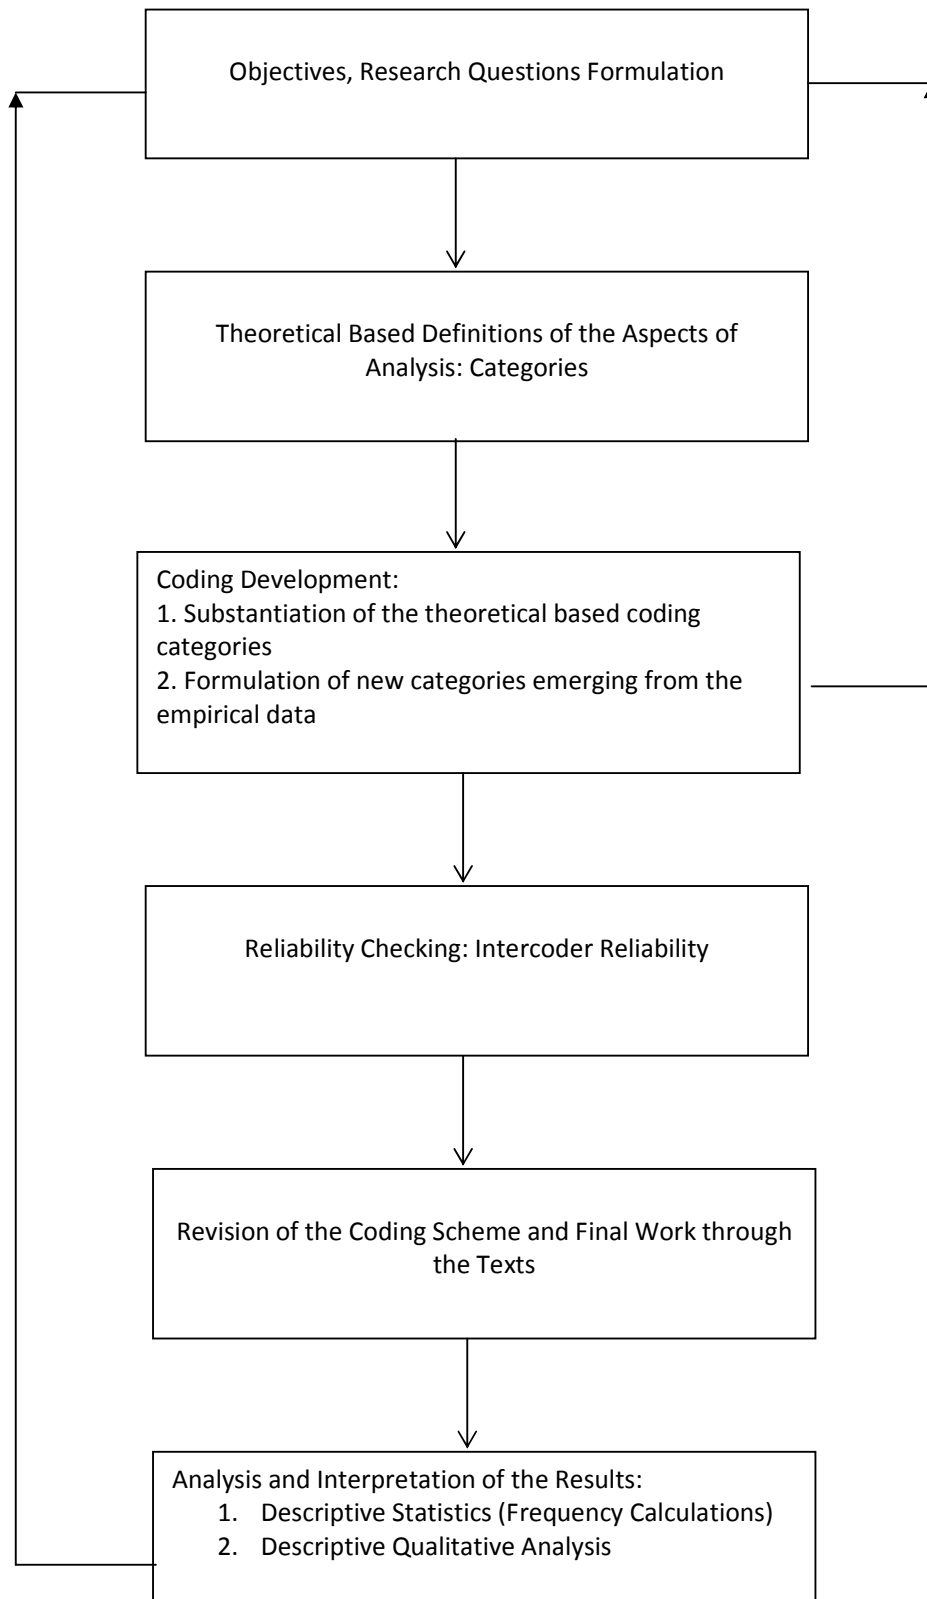 Objectives, Research Questions Formulation
Theoretical Based Definitions of the Aspects of
Analysis: Categories
Coding Development:
1. Substantiation of the theoretical based coding
categories
2. Formulation of new categories emerging from the
empirical data
Reliability Checking: Intercoder Reliability
Revision of the Coding Scheme and Final Work through
the Texts
Analysis and Interpretation of the Results:
1. Descriptive Statistics (Frequency Calculations)
2. Descriptive Qualitative Analysis